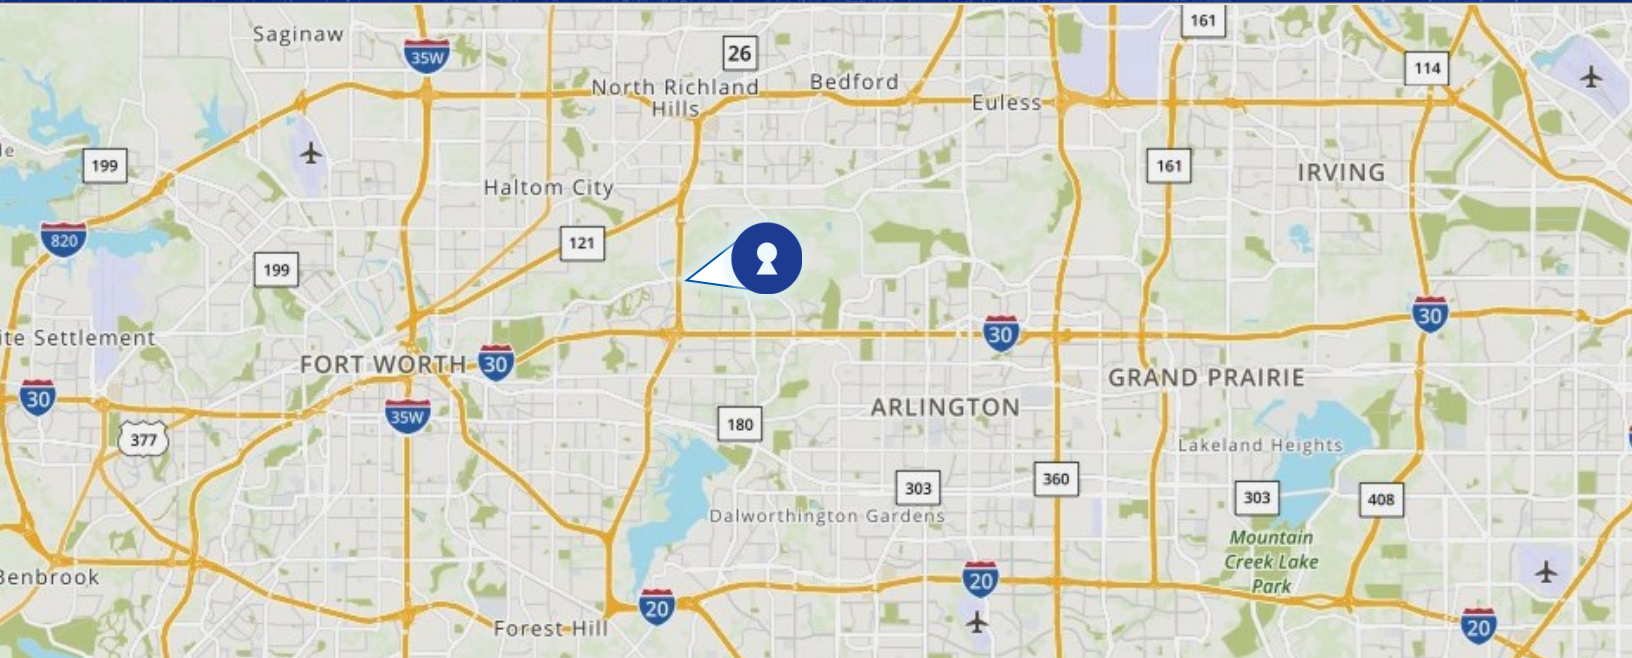 Saginaw
35W
26
161
North Richland
Hills
Bedford
Euless
114
199
Haltom City
161
IRVING
820
121
199
ite Settlement
FORT WORTH
30
30
30
30
GRAND PRAIRIE
ARLINGTON
35W
180
377
Lakeland Heights
303
360
303
408
Dalworthington Gardens
Mountain
Creek Lake
Park
Benbrook
20
20
Forest Hill
20